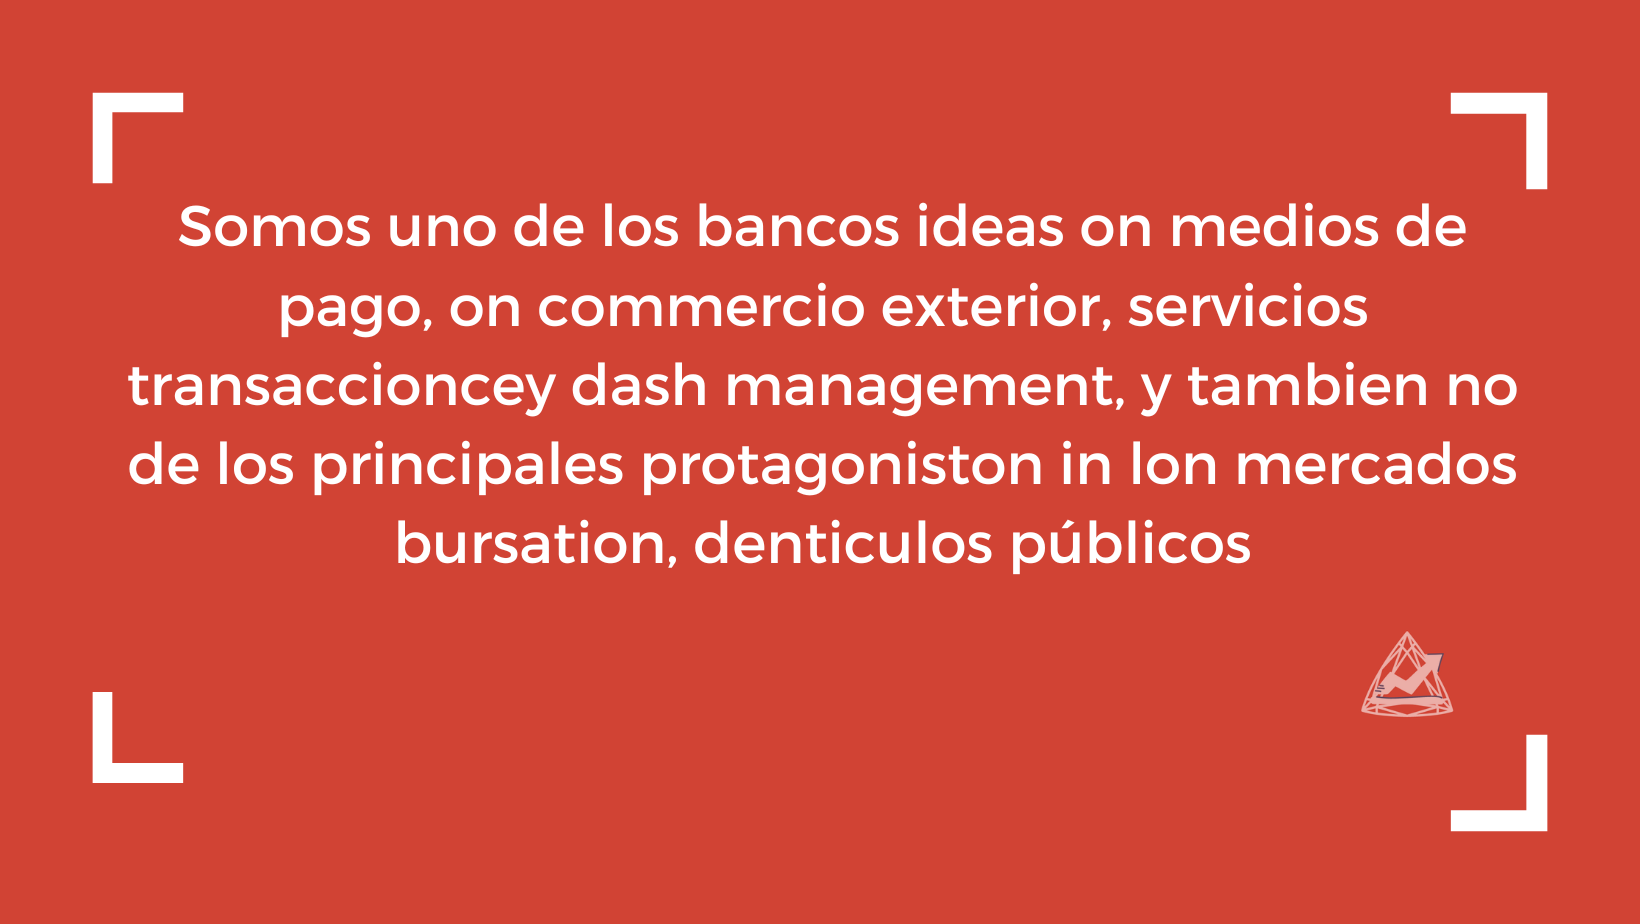 Somos uno de los bancos ideas on medios de
pago, on commercio exterior, servicios
transaccioncey dash management, y tambien no
de los principales protagoniston in lon mercados
bursation, denticulos públicos